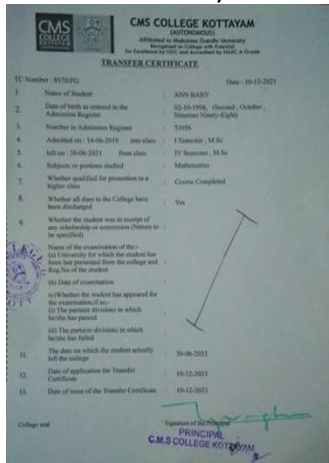 CMS
COLLEGE
KOTTAYAM
CMS COLLEGE KOTTAYAM
(AUTONOMOUS)
Affiliated to Mahatma Gandhi University
Recognized as College with Potential
for Excellence by UGC and Accredited by NAAC A Grade
TRANSFER CERTIFICATE
TC Number : 8170/PG Date : 10-12-2021
1. Name of Student : ANN BABY
2. Date of birth as entered in the Admission Register : 02-10-1998, (Second , October , Nineteen Ninety-Eight)
3. Number in Admission Register : 53956
4. Admitted on : 14-06-2019 into class : I Semester , M.Sc
5. left on : 30-06-2021 from class : IV Semester , M.Sc
6. Subjects or portions studied : Mathematics
7. Whether qualified for promotion to a higher class : Course Completed
8. Whether all dues to the College have been discharged : Yes
9. Whether the student was in receipt of any scholarship or concession (Nature to be specified) :
Name of the examination of:-
(a) University for which the student has been last presented from the college and Reg.No of the student
(b) Date of examination
(c)Whether the student has appeared for the examination,if so,-
(i) The part(or division) in which he/she has passed
(ii) The part(or division) in which he/she has failed
11. The date on which the student actually left the college : 30-06-2021
12. Date of application for Transfer Certificate : 10-12-2021
13. Date of issue of the Transfer Certificate : 10-12-2021
College seal Signature of the Principal
PRINCIPAL
C.M.S COLLEGE KOTTAYAM